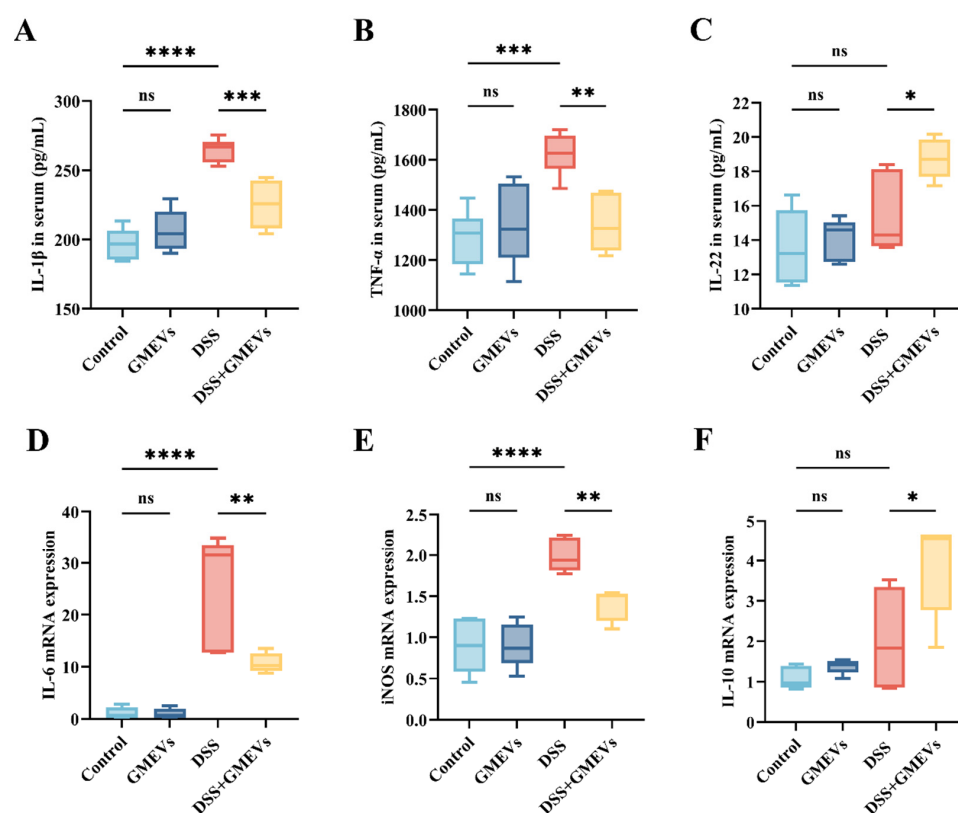 A
****
ns
***
IL-1β in serum (pg/mL)
300
250
200
150
Control
GMEVs
DSS
DSS+GMEVs
B
***
ns
**
TNF-α in serum (pg/mL)
1800
1600
1400
1200
1000
Control
GMEVs
DSS
DSS+GMEVs
C
ns
ns
*
IL-22 in serum (pg/mL)
22
20
18
16
14
12
10
Control
GMEVs
DSS
DSS+GMEVs
D
****
ns
**
IL-6 mRNA expression
40
30
20
10
0
Control
GMEVs
DSS
DSS+GMEVs
E
****
ns
**
iNOS mRNA expression
2.5
2.0
1.5
1.0
0.5
0.0
Control
GMEVs
DSS
DSS+GMEVs
F
ns
ns
*
IL-10 mRNA expression
5
4
3
2
1
0
Control
GMEVs
DSS
DSS+GMEVs